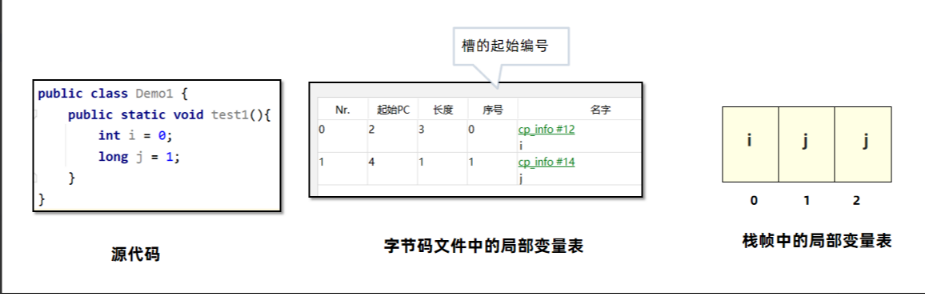 槽的起始编号
public class Demo1 {
public static void test1(){
int i = 0;
long j = 1;
}
}
源代码
Nr. 起始PC 长度 序号 名字
0 2 3 0 cp_info #12
i
1 4 1 1 cp_info #14
j
字节码文件中的局部变量表
i j j
0 1 2
栈帧中的局部变量表